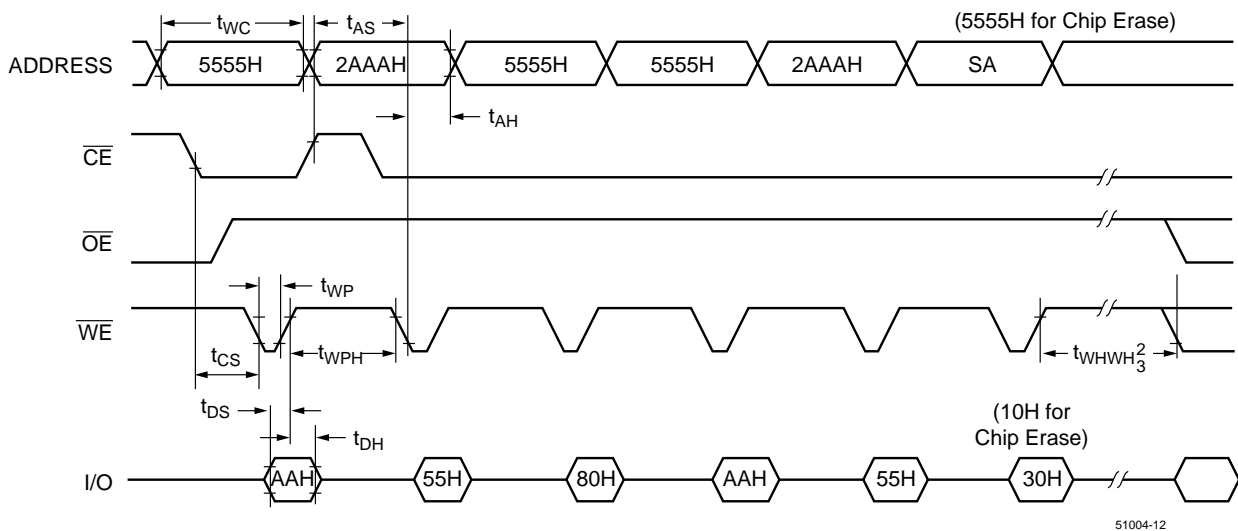 tWC
tAS
(5555H for Chip Erase)
ADDRESS
5555H
2AAAH
5555H
5555H
2AAAH
SA
tAH
CE
OE
tWP
WE
tCS
tWPH
tWHWH2
3
tDS
tDH
(10H for
Chip Erase)
I/O
AAH
55H
80H
AAH
55H
30H
51004-12